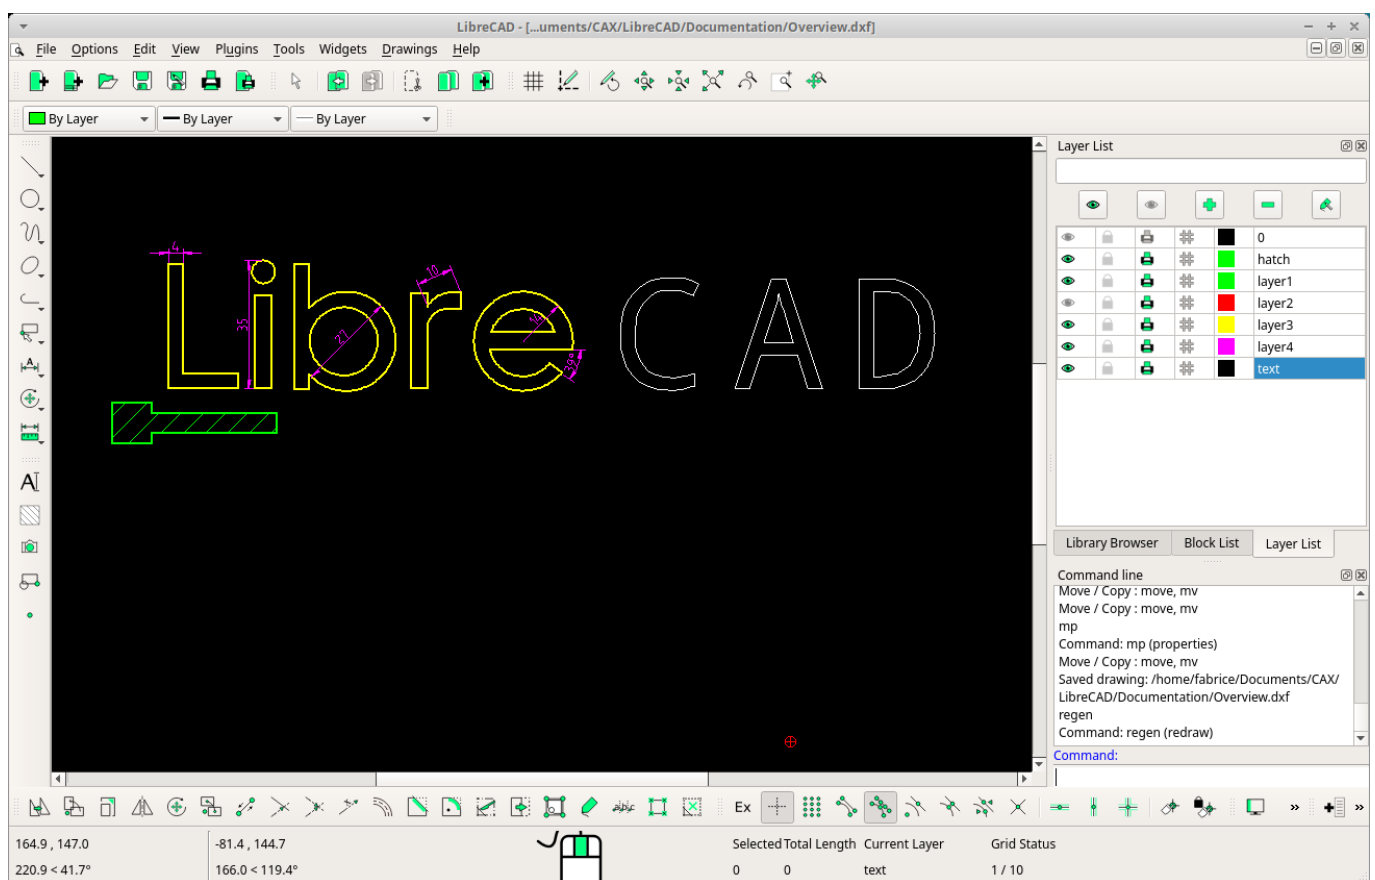 LibreCAD - [...uments/CAX/LibreCAD/Documentation/Overview.dxf]
File Options Edit View Plugins Tools Widgets Drawings Help
By Layer By Layer By Layer
Layer List
0
hatch
layer1
layer2
layer3
layer4
text
4
35
27
10
39°
Libre CAD
Library Browser Block List Layer List
Command line
Move / Copy : move, mv
Move / Copy : move, mv
mp
Command: mp (properties)
Move / Copy : move, mv
Saved drawing: /home/fabrice/Documents/CAX/
LibreCAD/Documentation/Overview.dxf
regen
Command: regen (redraw)
Command:
Ex
164.9 , 147.0 -81.4 , 144.7 Selected Total Length Current Layer Grid Status
220.9 < 41.7° 166.0 < 119.4° 0 0 text 1 / 10